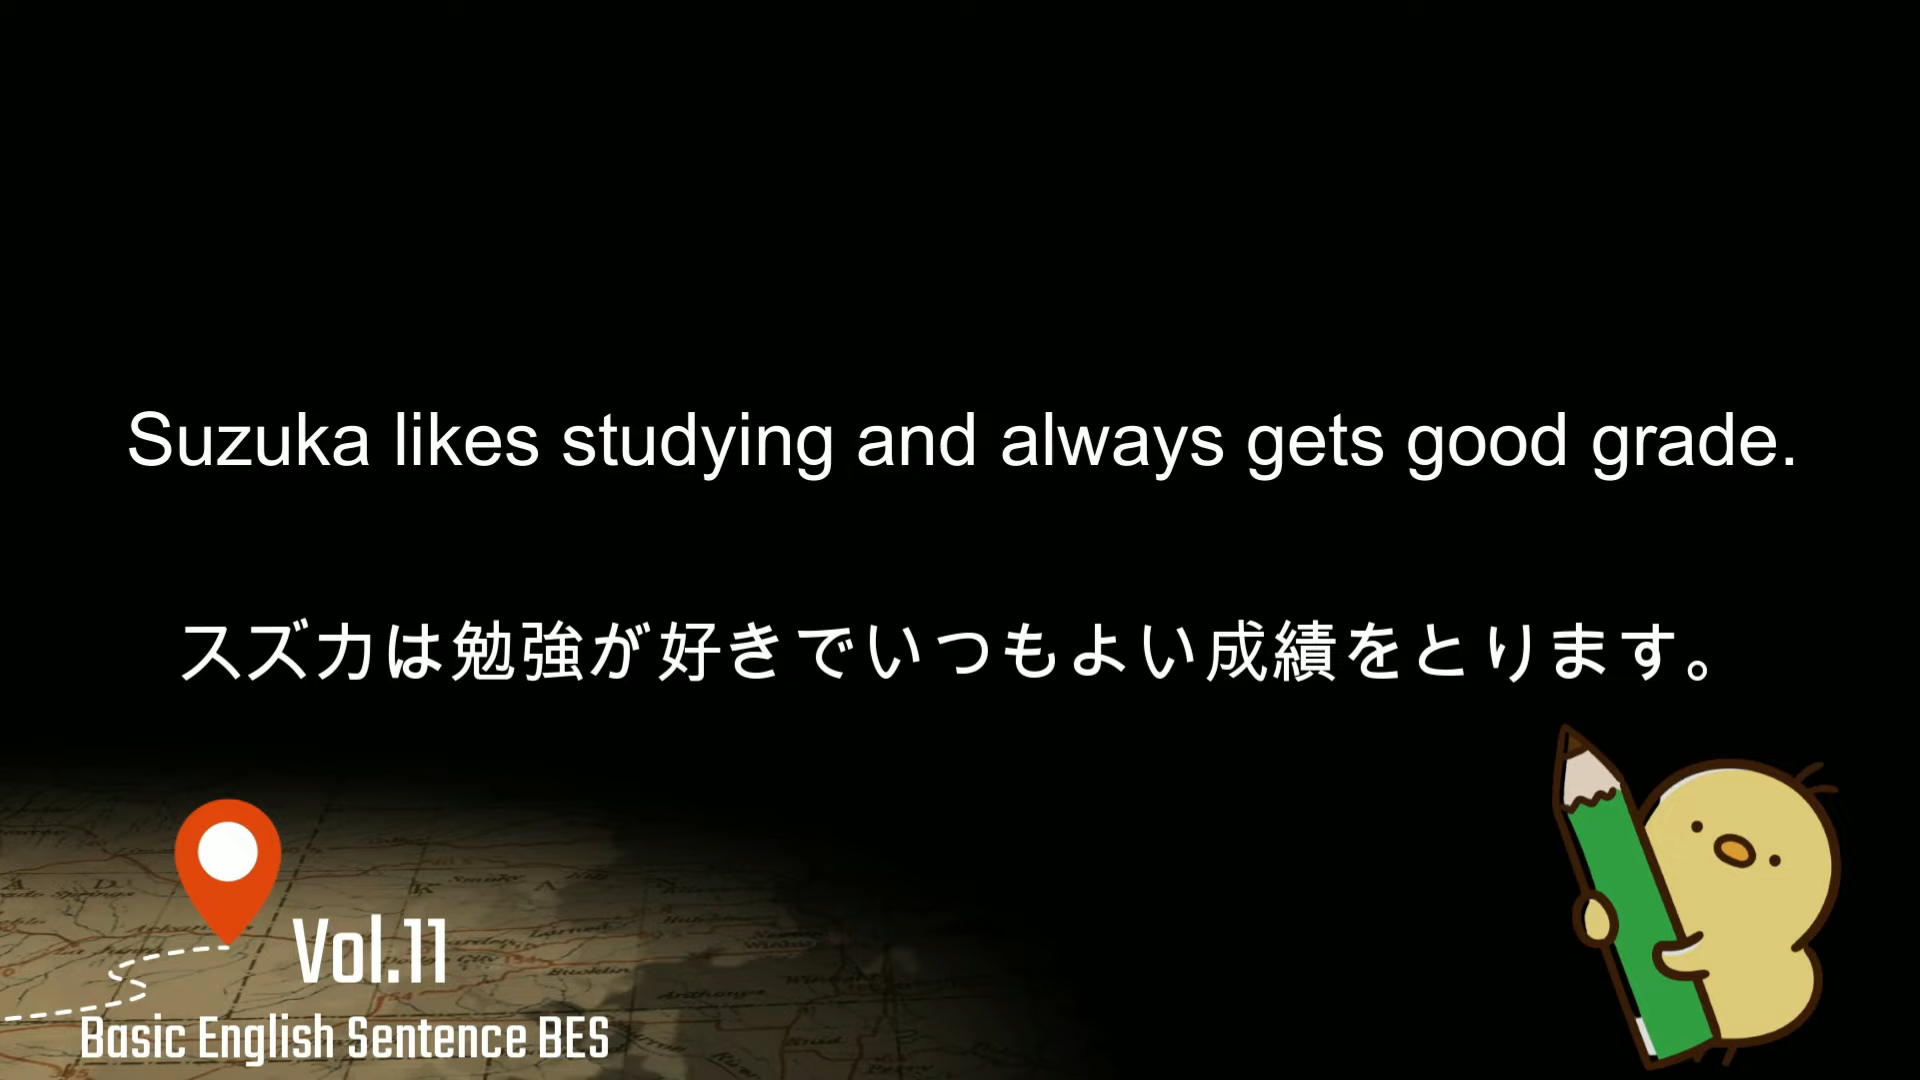 Suzuka likes studying and always gets good grade.
スズカは勉強が好きでいつもよい成績をとります。
Vol.11
Basic English Sentence BES